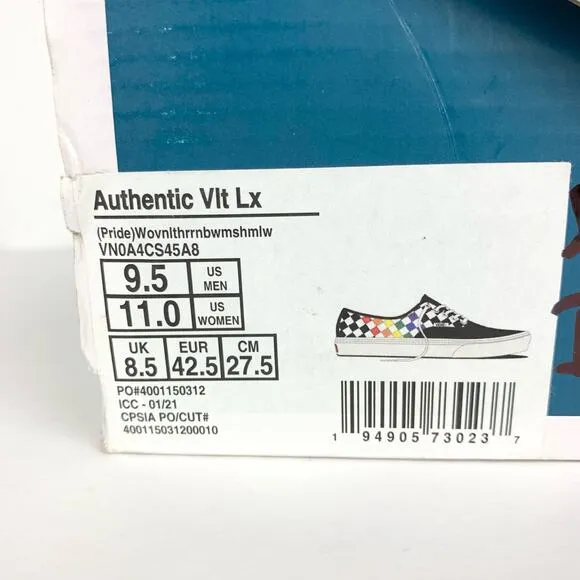 Authentic Vlt Lx
(Pride)Wovnlthrrnbwmshmlw
VN0A4CS45A8
9.5 US MEN
11.0 US WOMEN
UK EUR CM
8.5 42.5 27.5
PO#4001150312
ICC - 01/21
CPSIA PO/CUT#
400115031200010
1 94905 73023 7